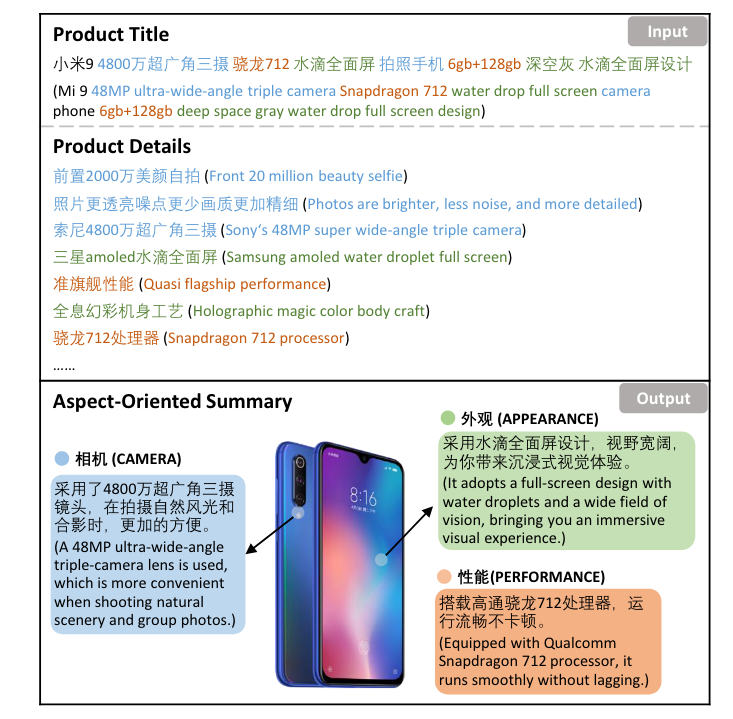 Product Title
Input
小米9 4800万超广角三摄 骁龙712 水滴全面屏 拍照手机 6gb+128gb 深空灰 水滴全面屏设计
(Mi 9 48MP ultra-wide-angle triple camera Snapdragon 712 water drop full screen camera
phone 6gb+128gb deep space gray water drop full screen design)
Product Details
前置2000万美颜自拍 (Front 20 million beauty selfie)
照片更透亮噪点更少画质更加精细 (Photos are brighter, less noise, and more detailed)
索尼4800万超广角三摄 (Sony's 48MP super wide-angle triple camera)
三星amoled水滴全面屏 (Samsung amoled water droplet full screen)
准旗舰性能 (Quasi flagship performance)
全息幻彩机身工艺 (Holographic magic color body craft)
骁龙712处理器 (Snapdragon 712 processor)
……
Aspect-Oriented Summary
Output
相机 (CAMERA)
采用了4800万超广角三摄
镜头，在拍摄自然风光和
合影时，更加的方便。
(A 48MP ultra-wide-angle
triple-camera lens is used,
which is more convenient
when shooting natural
scenery and group photos.)
8:16
外观 (APPEARANCE)
采用水滴全面屏设计，视野宽阔，
为你带来沉浸式视觉体验。
(It adopts a full-screen design with
water droplets and a wide field of
vision, bringing you an immersive
visual experience.)
性能(PERFORMANCE)
搭载高通骁龙712处理器，运
行流畅不卡顿。
(Equipped with Qualcomm
Snapdragon 712 processor, it
runs smoothly without lagging.)